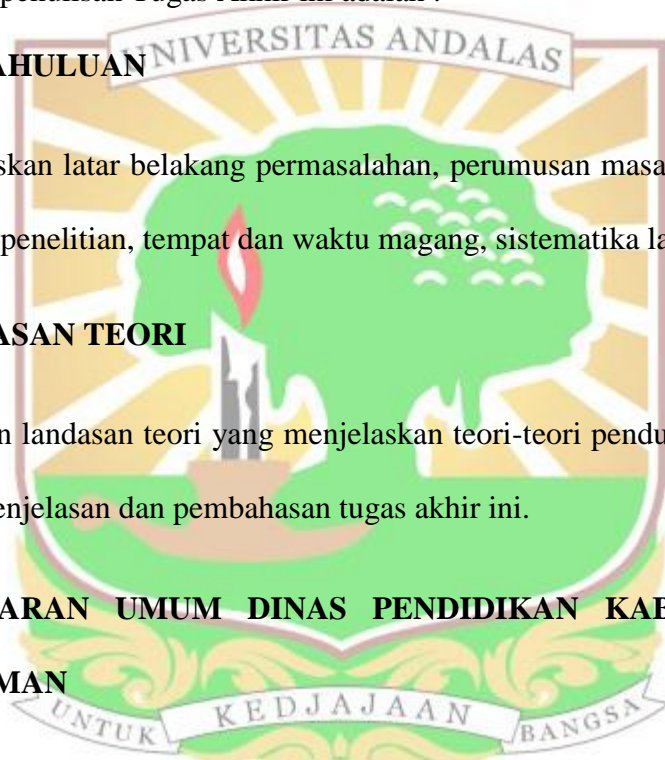 penulisan Tugas Akhir ini adalah :
UNIVERSITAS ANDALAS
AHULUAN
skan latar belakang permasalahan, perumusan masa
penelitian, tempat dan waktu magang, sistematika la
ASAN TEORI
n landasan teori yang menjelaskan teori-teori pendu
enjelasan dan pembahasan tugas akhir ini.
ARAN UMUM DINAS PENDIDIKAN KAB
MAN
UNTUK KEDJAJAAN BANGSA